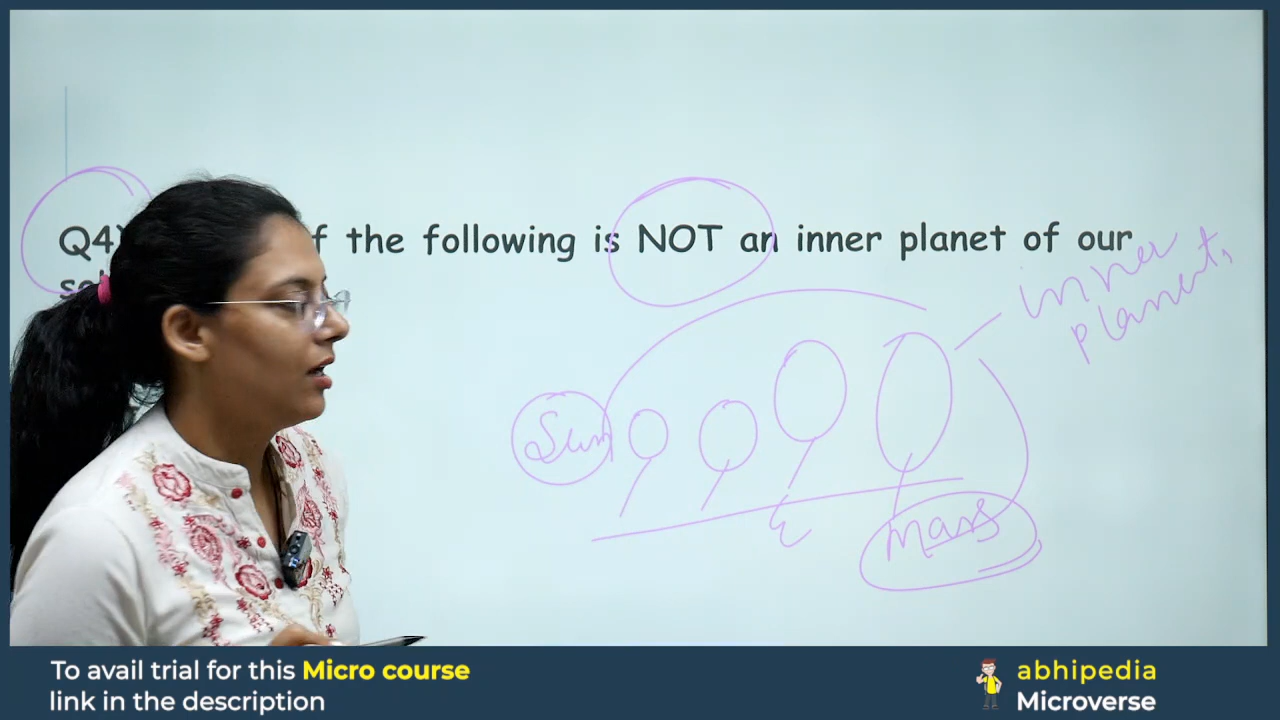 Q4) f the following is NOT an inner planet of our
inner
planet,
Sun
E
Mars
To avail trial for this Micro course
link in the description
abhipedia
Microverse